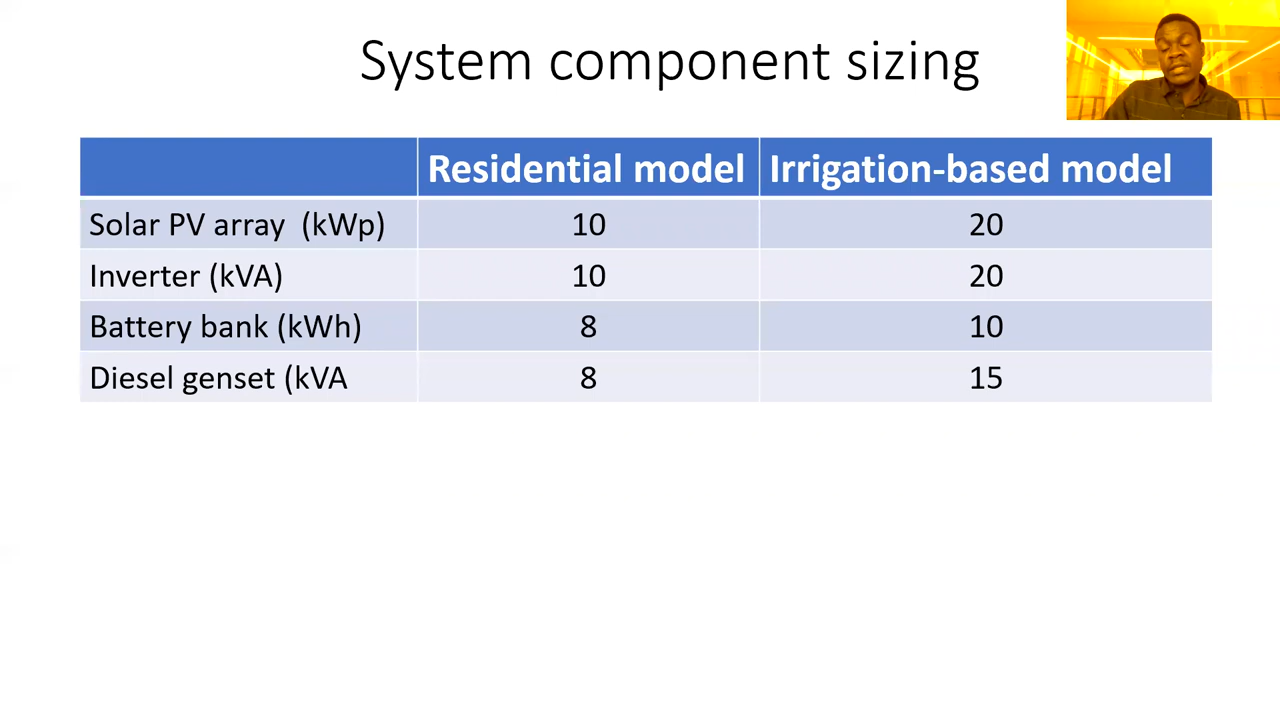 System component sizing
Residential model Irrigation-based model
Solar PV array (kWp) 10 20
Inverter (kVA) 10 20
Battery bank (kWh) 8 10
Diesel genset (kVA 8 15